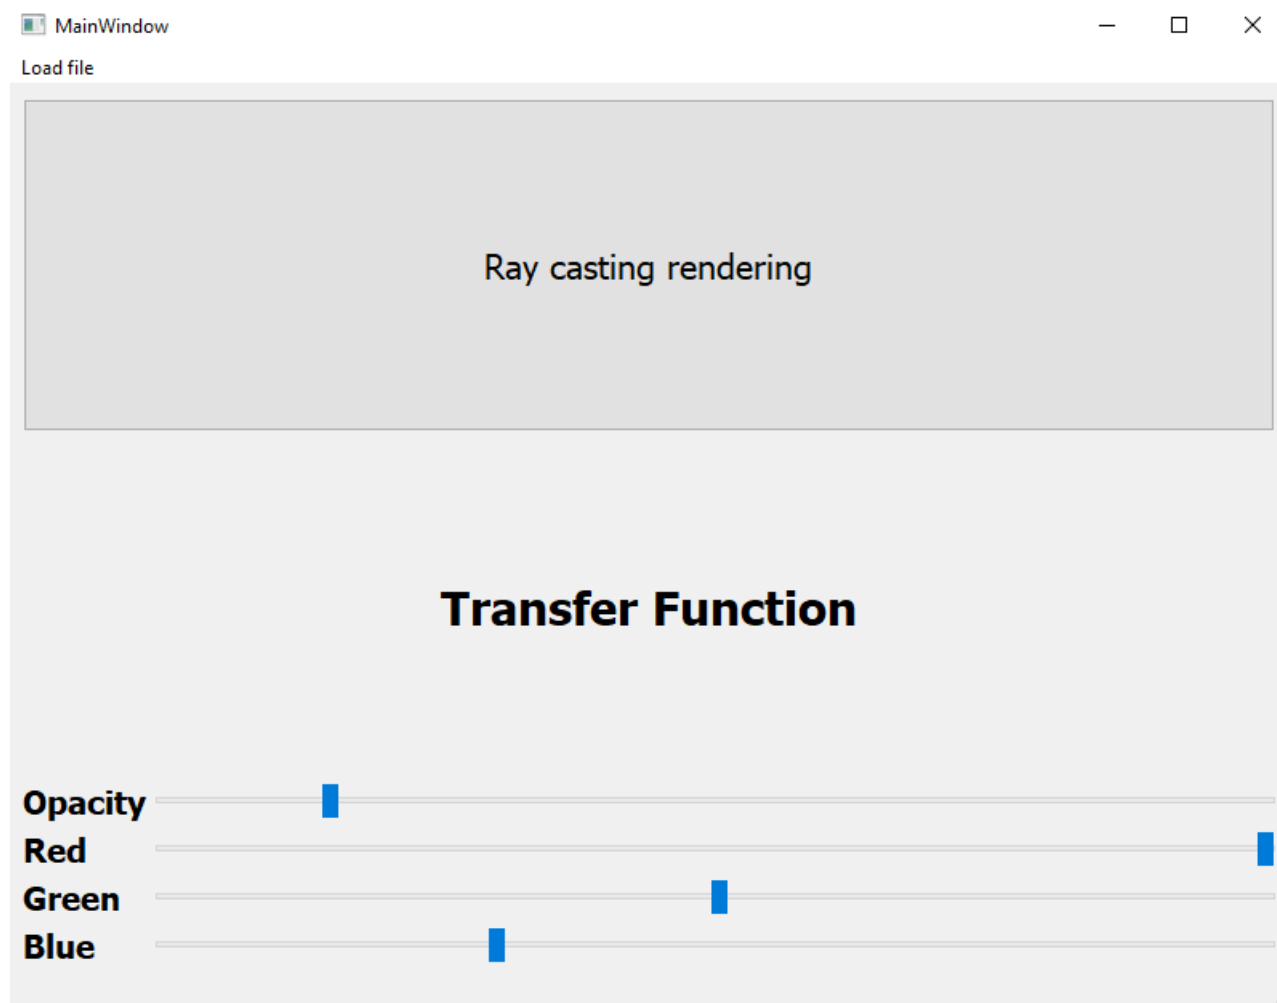 MainWindow
Load file
Ray casting rendering
Transfer Function
Opacity
Red
Green
Blue